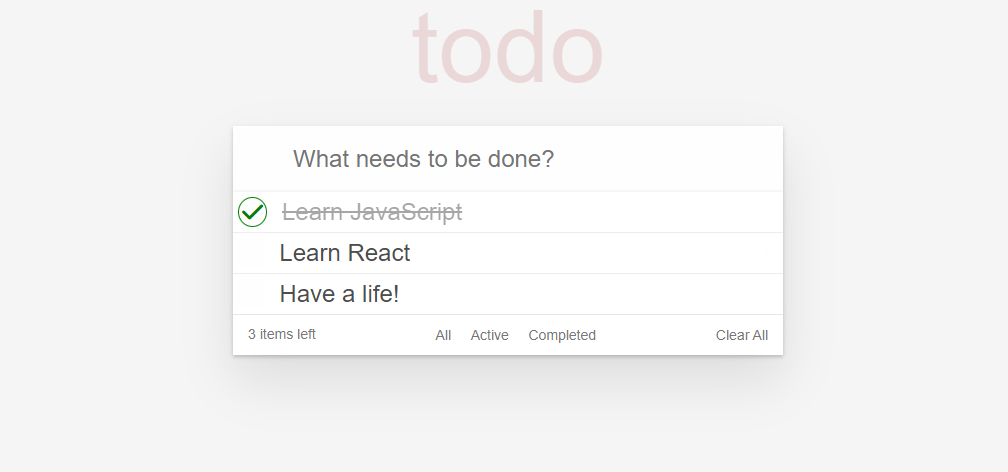 todo
What needs to be done?
Learn JavaScript
Learn React
Have a life!
3 items left All Active Completed Clear All